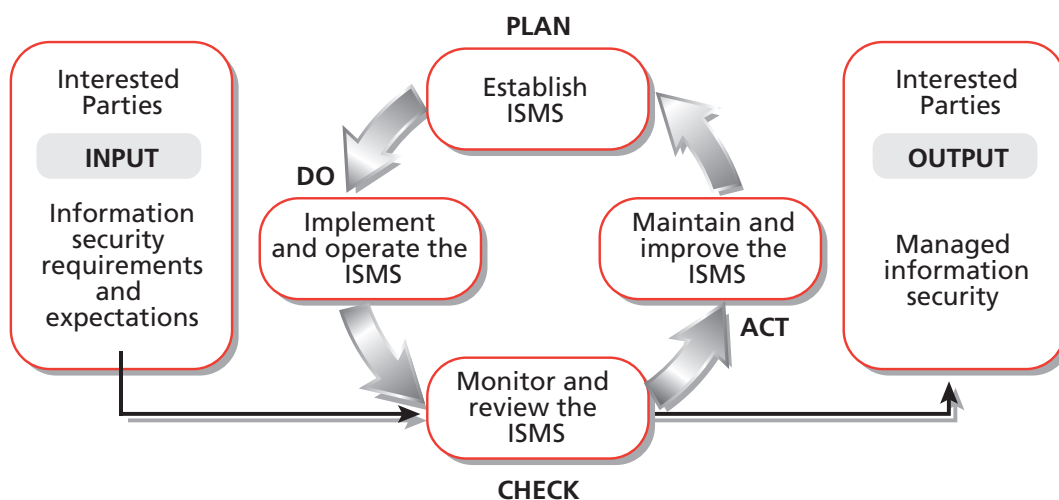 PLAN
Interested
Parties
INPUT
Information
security
requirements
and
expectations
Establish
ISMS
DO
Implement
and operate the
ISMS
Maintain and
improve the
ISMS
ACT
Monitor and
review the
ISMS
CHECK
Interested
Parties
OUTPUT
Managed
information
security